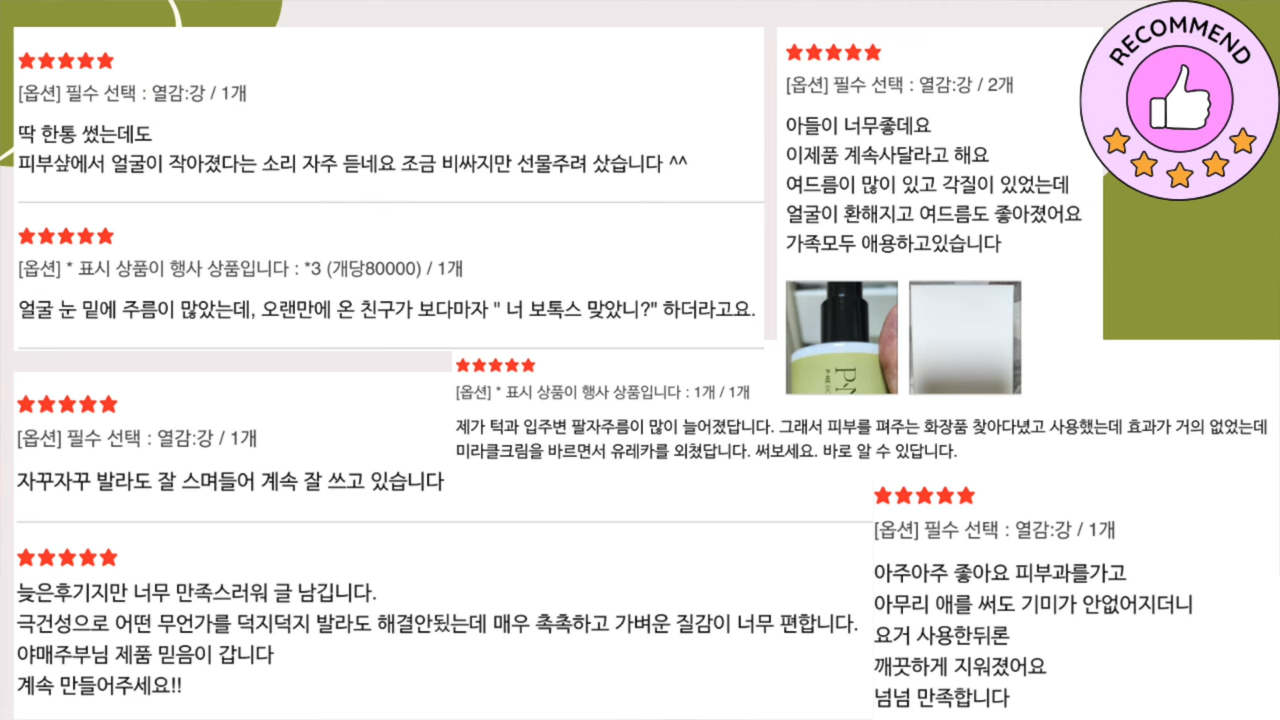 [옵션] 필수 선택 : 열감:강 / 1개
딱 한통 썼는데도
피부샾에서 얼굴이 작아졌다는 소리 자주 듣네요 조금 비싸지만 선물주려 샀습니다 ^^
[옵션] * 표시 상품이 행사 상품입니다 : *3 (개당80000) / 1개
얼굴 눈 밑에 주름이 많았는데, 오랜만에 온 친구가 보다마자 " 너 보톡스 맞았니?" 하더라고요.
[옵션] 필수 선택 : 열감:강 / 2개
아들이 너무좋데요
이제품 계속사달라고 해요
여드름이 많이 있고 각질이 있었는데
얼굴이 환해지고 여드름도 좋아졌어요
가족모두 애용하고있습니다
RECOMMEND
[옵션] * 표시 상품이 행사 상품입니다 : 1개 / 1개
제가 턱과 입주변 팔자주름이 많이 늘어졌답니다. 그래서 피부를 펴주는 화장품 찾아다녔고 사용했는데 효과가 거의 없었는데
미라클크림을 바르면서 유레카를 외쳤답니다. 써보세요. 바로 알 수 있답니다.
[옵션] 필수 선택 : 열감:강 / 1개
자꾸자꾸 발라도 잘 스며들어 계속 잘 쓰고 있습니다
늦은후기지만 너무 만족스러워 글 남깁니다.
극건성으로 어떤 무언가를 덕지덕지 발라도 해결안됬는데 매우 촉촉하고 가벼운 질감이 너무 편합니다.
야매주부님 제품 믿음이 갑니다
계속 만들어주세요!!
[옵션] 필수 선택 : 열감:강 / 1개
아주아주 좋아요 피부과를가고
아무리 애를 써도 기미가 안없어지더니
요거 사용한뒤론
깨끗하게 지워졌어요
넘넘 만족합니다